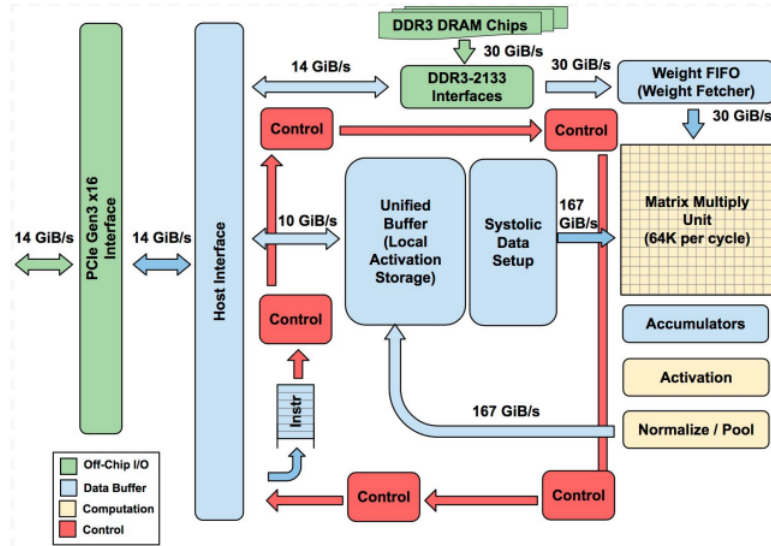 DDR3 DRAM Chips
30 GiB/s
14 GiB/s
DDR3-2133
Interfaces
30 GiB/s
Weight FIFO
(Weight Fetcher)
30 GiB/s
Control
Control
PCIe Gen3 x16
Interface
Host Interface
14 GiB/s
14 GiB/s
10 GiB/s
Unified
Buffer
(Local
Activation
Storage)
Systolic
Data
Setup
167
GiB/s
Matrix Multiply
Unit
(64K per cycle)
Control
Accumulators
Activation
Instr
167 GiB/s
Normalize / Pool
Off-Chip I/O
Data Buffer
Computation
Control
Control
Control